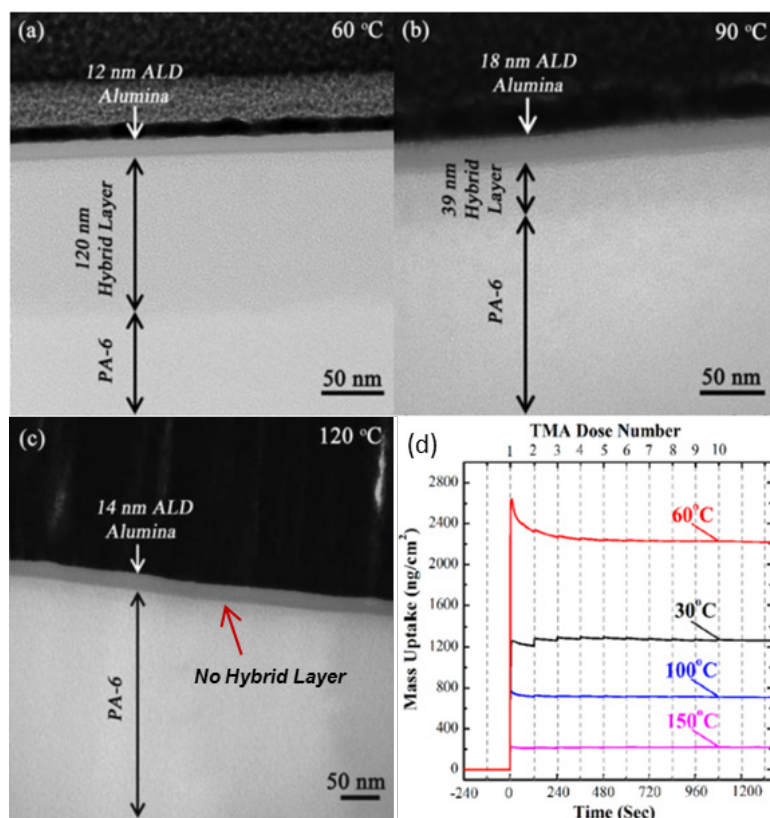 (a)
60 °C
12 nm ALD
Alumina
120 nm
Hybrid Layer
PA-6
50 nm
(b)
90 °C
18 nm ALD
Alumina
39 nm
Hybrid
Layer
PA-6
50 nm
(c)
120 °C
14 nm ALD
Alumina
No Hybrid Layer
PA-6
50 nm
(d)
TMA Dose Number
1 2 3 4 5 6 7 8 9 10
Mass Uptake (ng/cm²)
2800
2400
2000
1600
1200
800
400
0
60°C
30°C
100°C
150°C
-240 0 240 480 720 960 1200
Time (Sec)